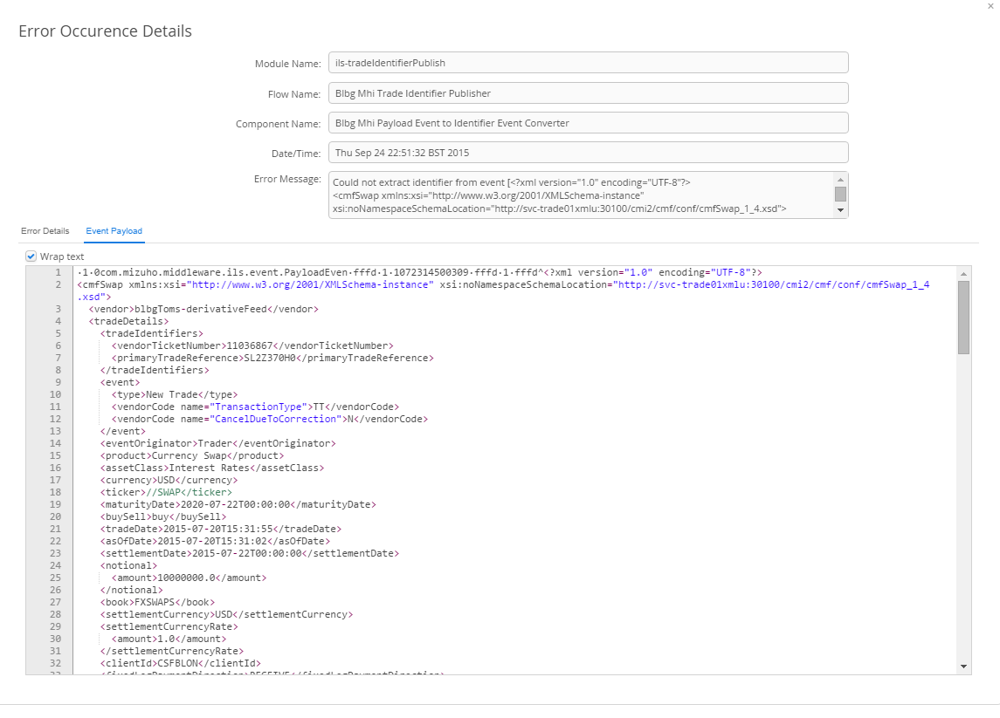 ×
Error Occurence Details
Module Name: ils-tradeIdentifierPublish
Flow Name: Blbg Mhi Trade Identifier Publisher
Component Name: Blbg Mhi Payload Event to Identifier Event Converter
Date/Time: Thu Sep 24 22:51:32 BST 2015
Error Message: Could not extract identifier from event [<?xml version="1.0" encoding="UTF-8"?>
<cmfSwap xmlns:xsi="http://www.w3.org/2001/XMLSchema-instance"
xsi:noNamespaceSchemaLocation="http://svc-trade01xmlu:30100/cmi2/cmf/conf/cmfSwap_1_4.xsd">
Error Details Event Payload
Wrap text
1 ·1·0com.mizuho.middleware.ils.event.PayloadEven·fffd·1·1072314500309·fffd·1·fffd^<?xml version="1.0" encoding="UTF-8"?>
2 <cmfSwap xmlns:xsi="http://www.w3.org/2001/XMLSchema-instance" xsi:noNamespaceSchemaLocation="http://svc-trade01xmlu:30100/cmi2/cmf/conf/cmfSwap_1_4
.xsd">
3 <vendor>blbgToms-derivativeFeed</vendor>
4 <tradeDetails>
5 <tradeIdentifiers>
6 <vendorTicketNumber>11036867</vendorTicketNumber>
7 <primaryTradeReference>SL2Z370H0</primaryTradeReference>
8 </tradeIdentifiers>
9 <event>
10 <type>New Trade</type>
11 <vendorCode name="TransactionType">TT</vendorCode>
12 <vendorCode name="CancelDueToCorrection">N</vendorCode>
13 </event>
14 <eventOriginator>Trader</eventOriginator>
15 <product>Currency Swap</product>
16 <assetClass>Interest Rates</assetClass>
17 <currency>USD</currency>
18 <ticker>//SWAP</ticker>
19 <maturityDate>2020-07-22T00:00:00</maturityDate>
20 <buySell>buy</buySell>
21 <tradeDate>2015-07-20T15:31:55</tradeDate>
22 <asOfDate>2015-07-20T15:31:02</asOfDate>
23 <settlementDate>2015-07-22T00:00:00</settlementDate>
24 <notional>
25 <amount>10000000.0</amount>
26 </notional>
27 <book>FXSWAPS</book>
28 <settlementCurrency>USD</settlementCurrency>
29 <settlementCurrencyRate>
30 <amount>1.0</amount>
31 </settlementCurrencyRate>
32 <clientId>CSFBLON</clientId>
33 <fixedLegPaymentDirection>RECEIVE</fixedLegPaymentDirection>